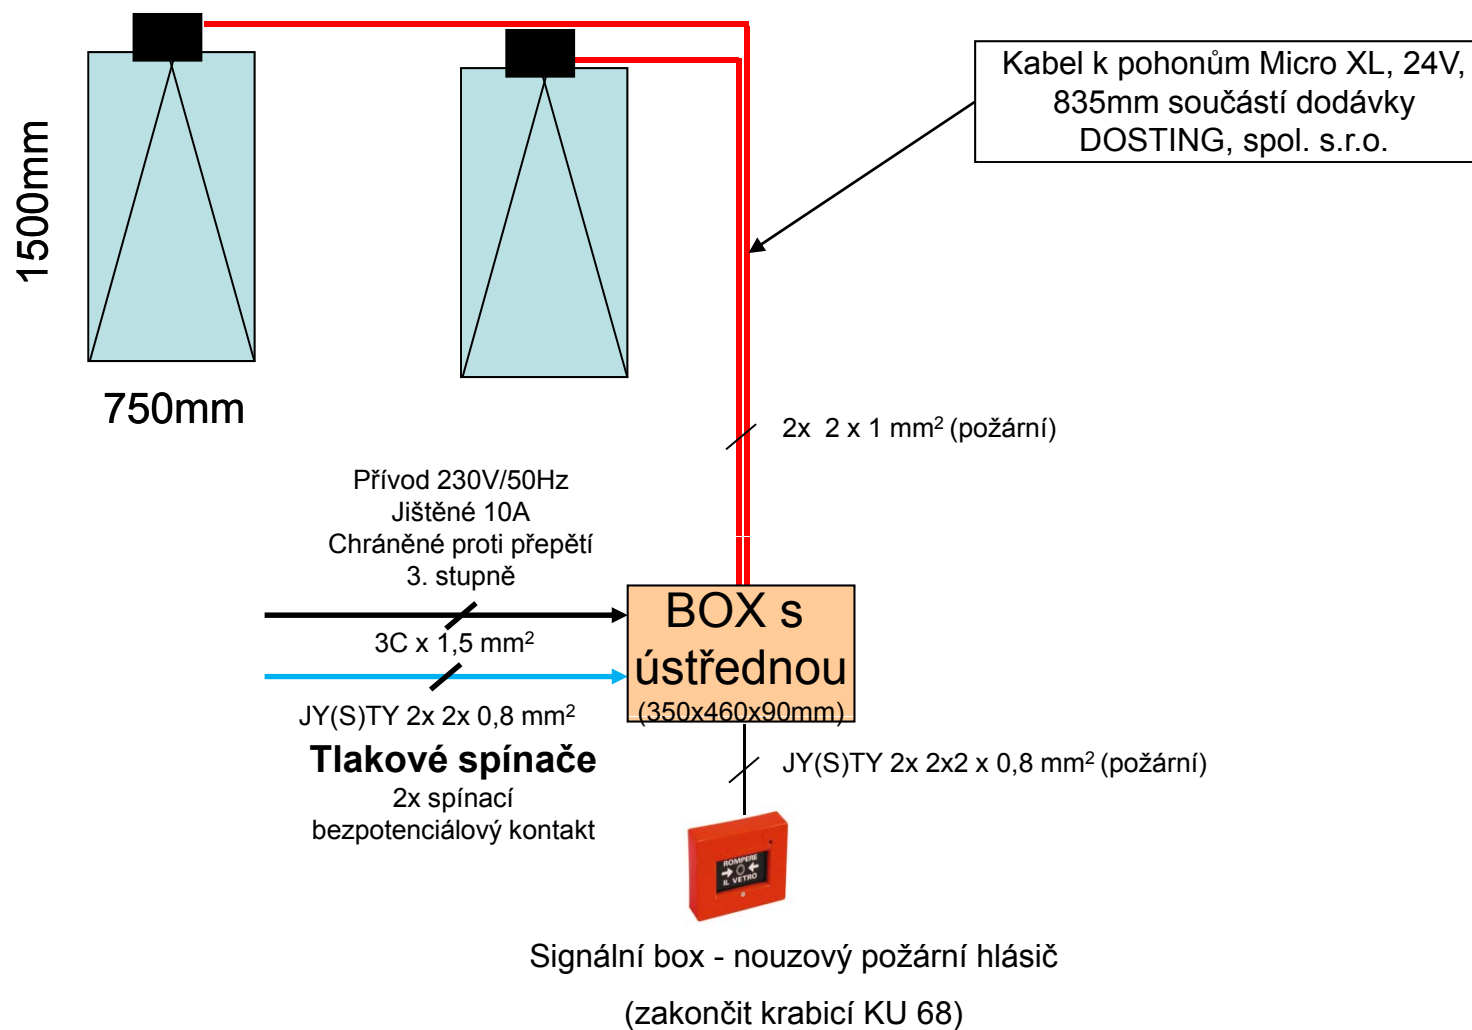 Kabel k pohonům Micro XL, 24V,
835mm součástí dodávky
DOSTING, spol. s.r.o.
1500mm
750mm
2x  2 x 1 mm² (požární)
Přívod 230V/50Hz
Jištěné 10A
Chráněné proti přepětí
3. stupně
3C x 1,5 mm²
BOX s
ústřednou
(350x460x90mm)
JY(S)TY 2x 2x 0,8 mm²
Tlakové spínače
2x spínací
bezpotenciálový kontakt
JY(S)TY 2x 2x2 x 0,8 mm² (požární)
ROMPERE
IL VETRO
Signální box - nouzový požární hlásič
(zakončit krabicí KU 68)